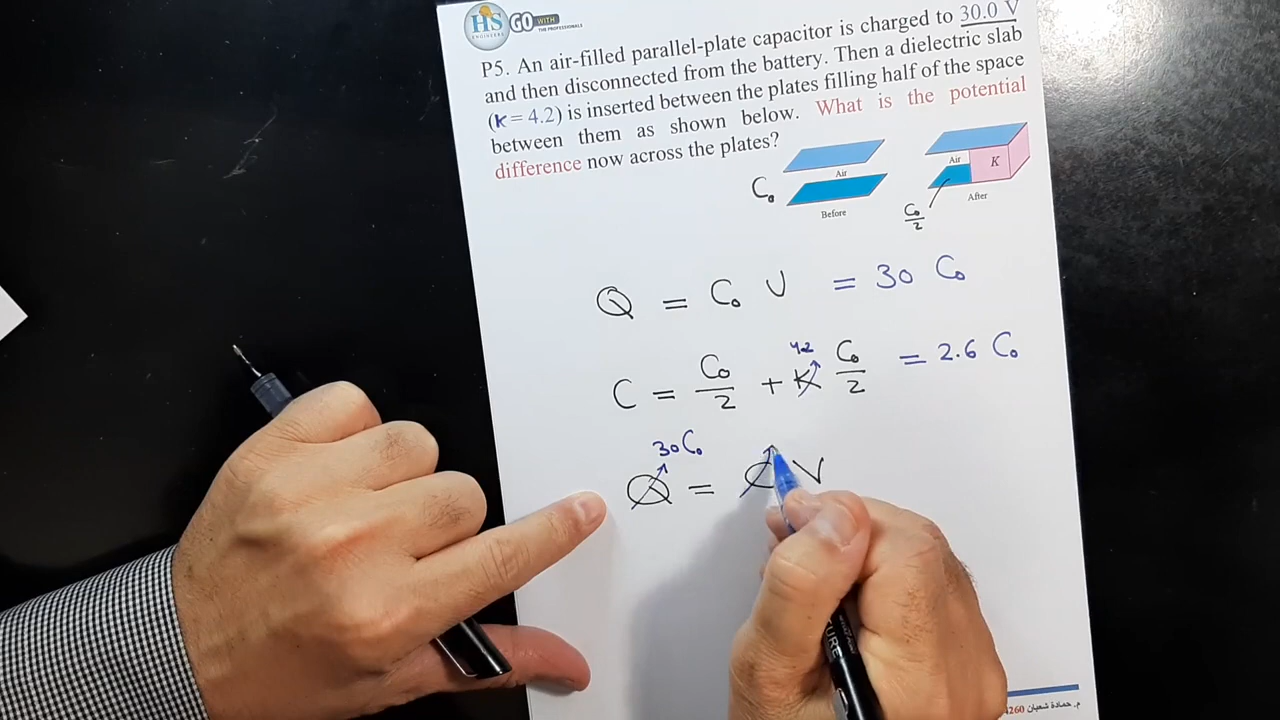 HS
ENGINEERS
GO WITH
THE PROFESSIONALS
P5. An air-filled parallel-plate capacitor is charged to 30.0 V
and then disconnected from the battery. Then a dielectric slab
(K = 4.2) is inserted between the plates filling half of the space
between them as shown below. What is the potential
difference now across the plates?
C₀
Air
Before
Air
K
After
C₀/2
Q = C₀ V = 30 C₀
4.2
C = C₀/2 + K C₀/2 = 2.6 C₀
30C₀
Q = C V
TURE
م. حمادة شعبان
4260